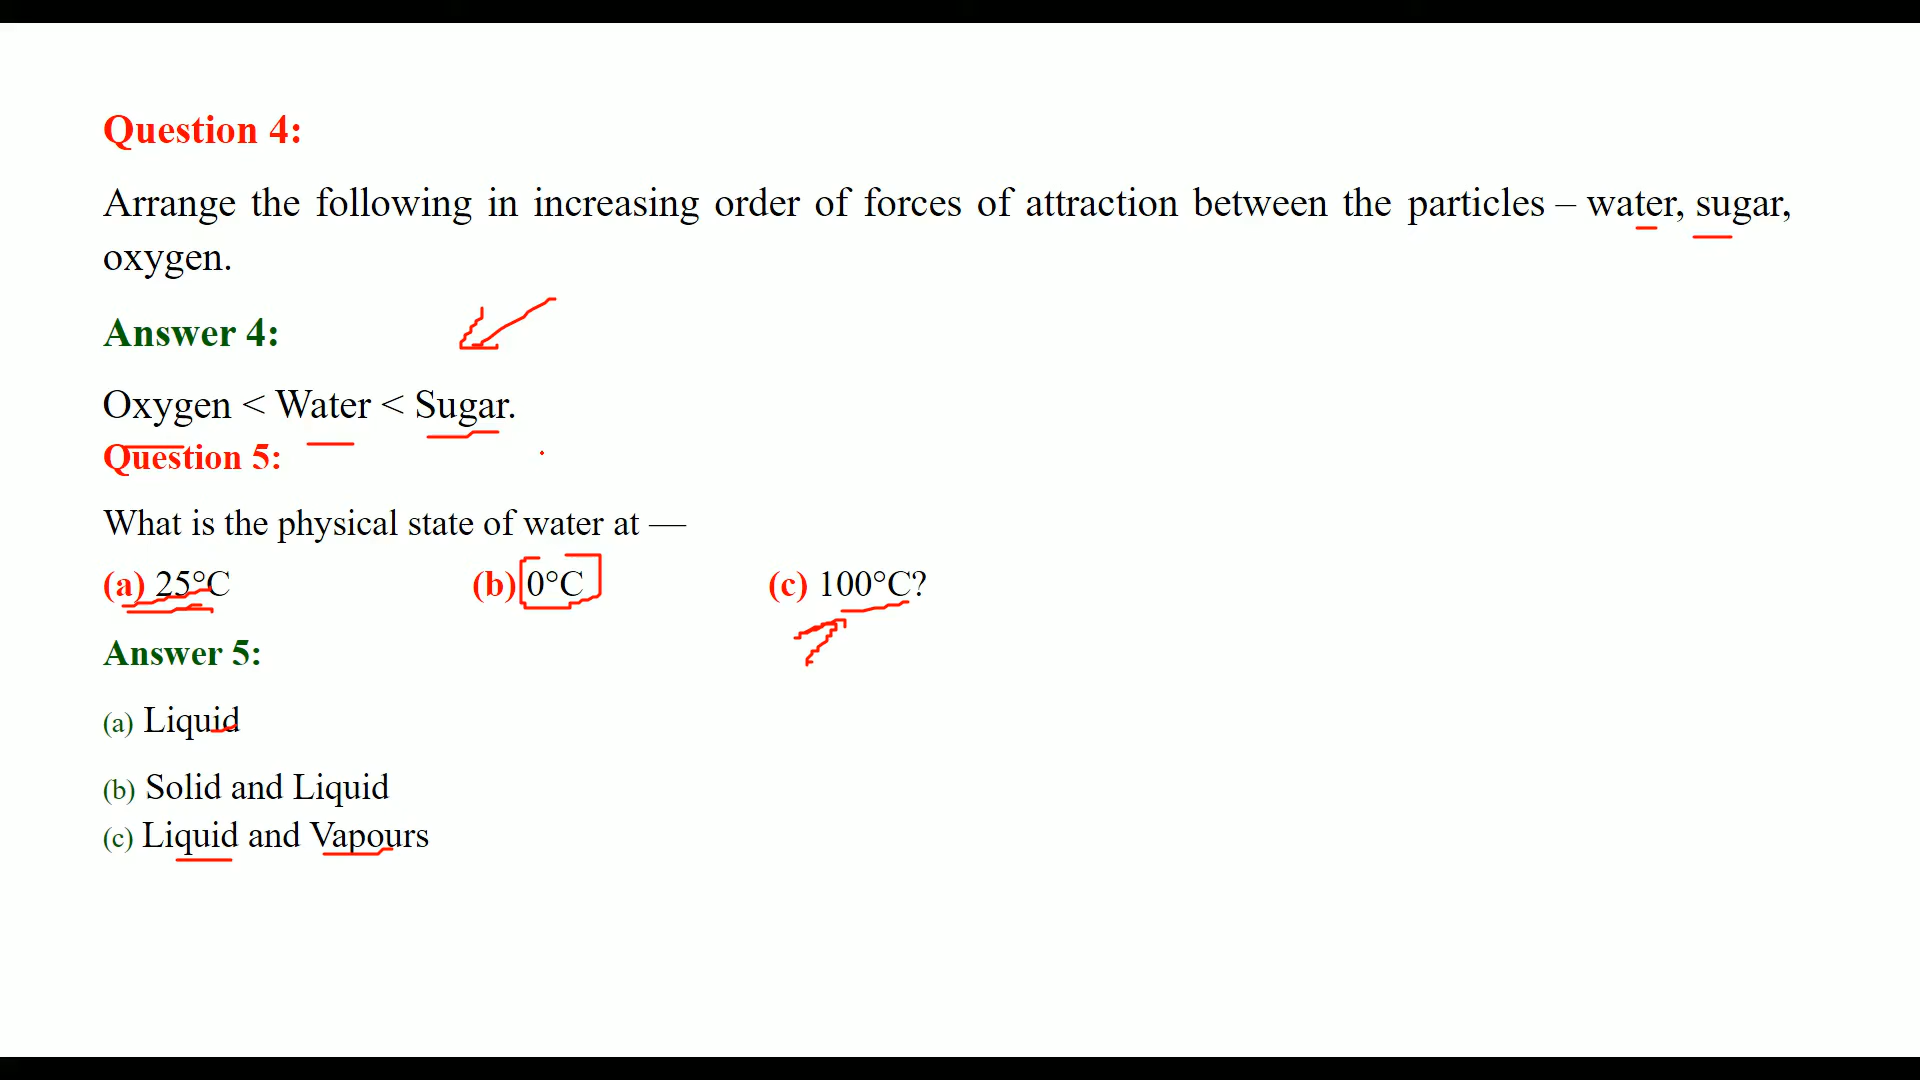 Question 4:
Arrange the following in increasing order of forces of attraction between the particles – water, sugar,
oxygen.
Answer 4:
Oxygen < Water < Sugar.
Question 5:
What is the physical state of water at —
(a) 25°C (b) 0°C (c) 100°C?
Answer 5:
(a) Liquid
(b) Solid and Liquid
(c) Liquid and Vapours